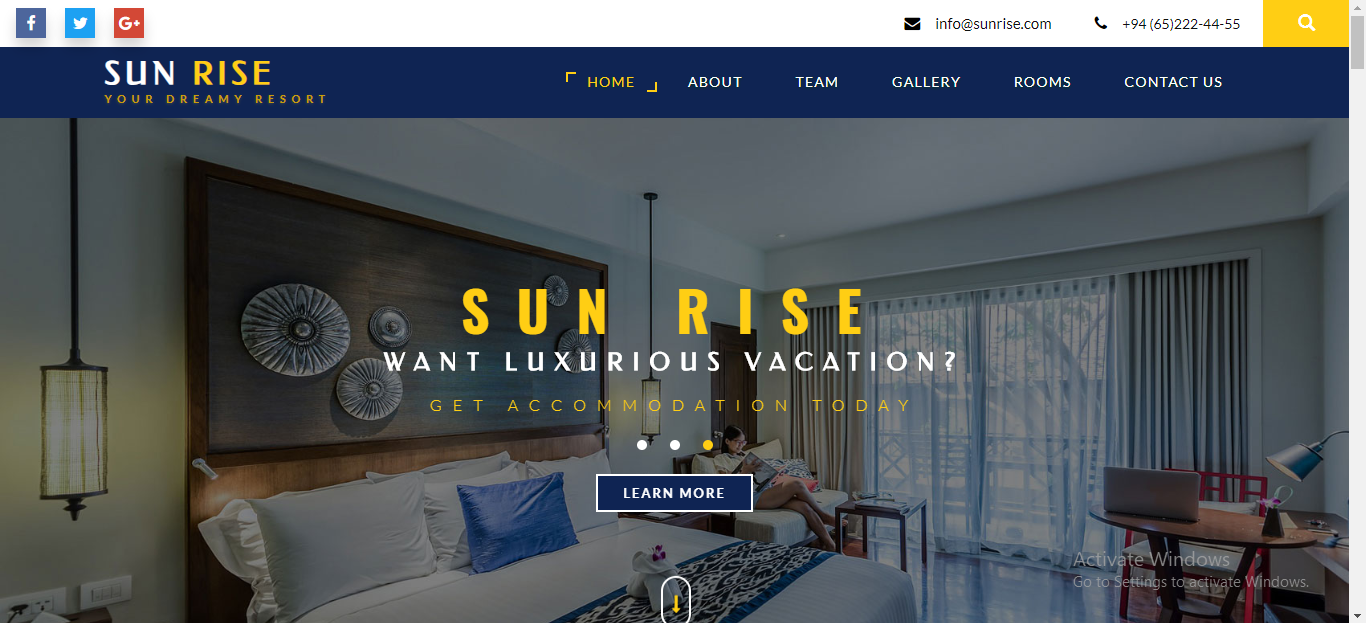 f G+ info@sunrise.com +94 (65)222-44-55
SUN RISE
YOUR DREAMY RESORT
HOME ABOUT TEAM GALLERY ROOMS CONTACT US
SUN RISE
WANT LUXURIOUS VACATION?
GET ACCOMMODATION TODAY
LEARN MORE
Activate Windows
Go to Settings to activate Windows.